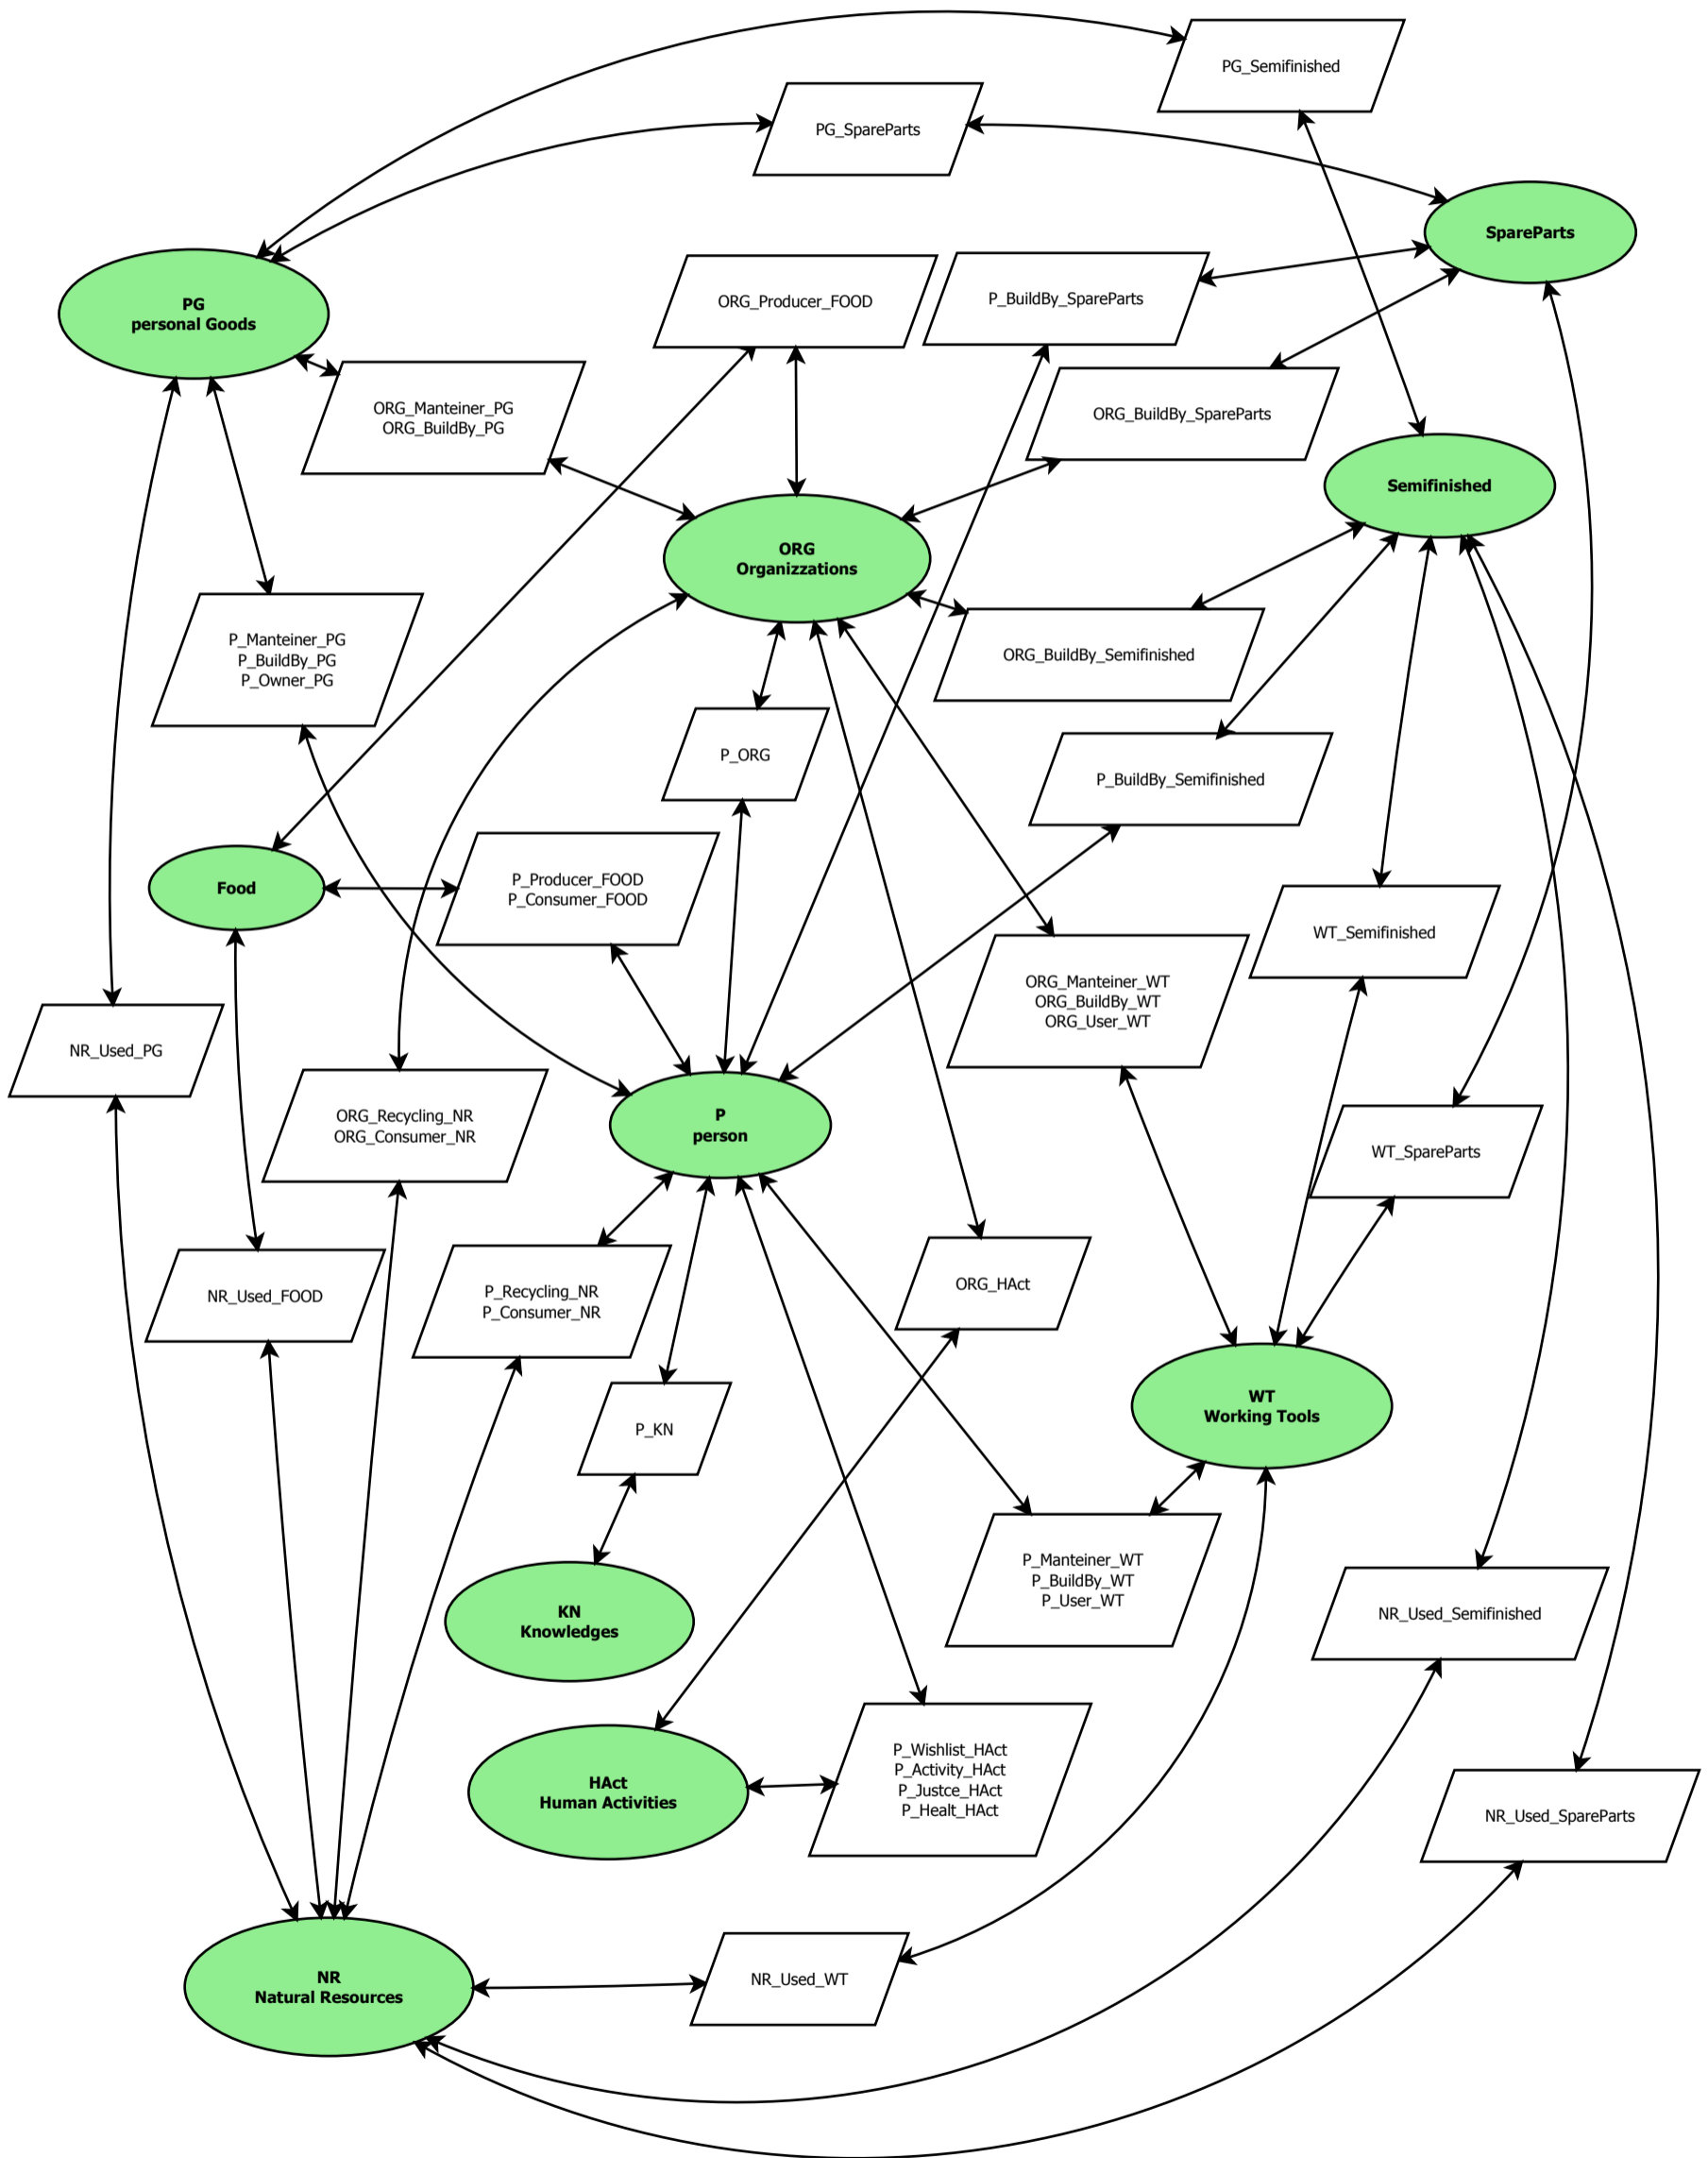 PG_Semifinished
PG_SpareParts
SpareParts
PG
personal Goods
ORG_Producer_FOOD
P_BuildBy_SpareParts
ORG_Manteiner_PG
ORG_BuildBy_PG
ORG_BuildBy_SpareParts
Semifinished
ORG
Organizzations
P_Manteiner_PG
P_BuildBy_PG
P_Owner_PG
ORG_BuildBy_Semifinished
P_ORG
P_BuildBy_Semifinished
Food
P_Producer_FOOD
P_Consumer_FOOD
WT_Semifinished
ORG_Manteiner_WT
ORG_BuildBy_WT
ORG_User_WT
NR_Used_PG
ORG_Recycling_NR
ORG_Consumer_NR
P
person
WT_SpareParts
NR_Used_FOOD
P_Recycling_NR
P_Consumer_NR
ORG_HAct
P_KN
WT
Working Tools
KN
Knowledges
P_Manteiner_WT
P_BuildBy_WT
P_User_WT
NR_Used_Semifinished
HAct
Human Activities
P_Wishlist_HAct
P_Activity_HAct
P_Justce_HAct
P_Healt_HAct
NR_Used_SpareParts
NR
Natural Resources
NR_Used_WT